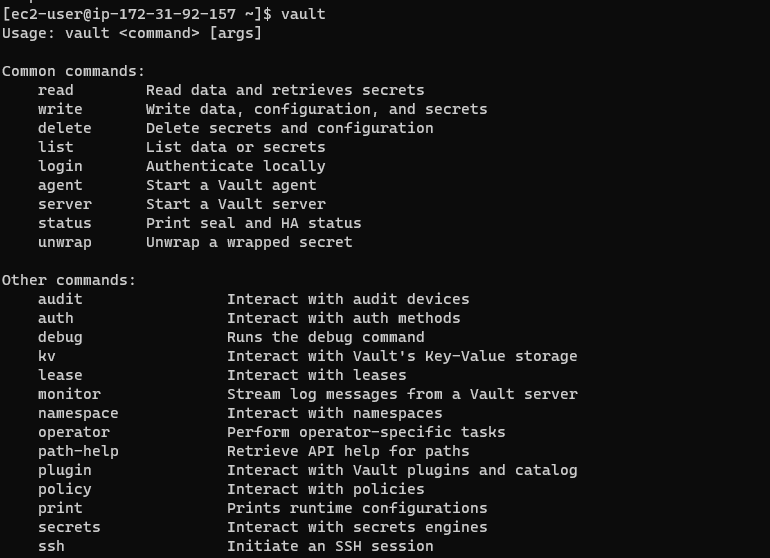 [ec2-user@ip-172-31-92-157 ~]$ vault
Usage: vault <command> [args]

Common commands:
    read        Read data and retrieves secrets
    write       Write data, configuration, and secrets
    delete      Delete secrets and configuration
    list        List data or secrets
    login       Authenticate locally
    agent       Start a Vault agent
    server      Start a Vault server
    status      Print seal and HA status
    unwrap      Unwrap a wrapped secret

Other commands:
    audit                Interact with audit devices
    auth                 Interact with auth methods
    debug                Runs the debug command
    kv                   Interact with Vault's Key-Value storage
    lease                Interact with leases
    monitor              Stream log messages from a Vault server
    namespace            Interact with namespaces
    operator             Perform operator-specific tasks
    path-help            Retrieve API help for paths
    plugin               Interact with Vault plugins and catalog
    policy               Interact with policies
    print                Prints runtime configurations
    secrets              Interact with secrets engines
    ssh                  Initiate an SSH session